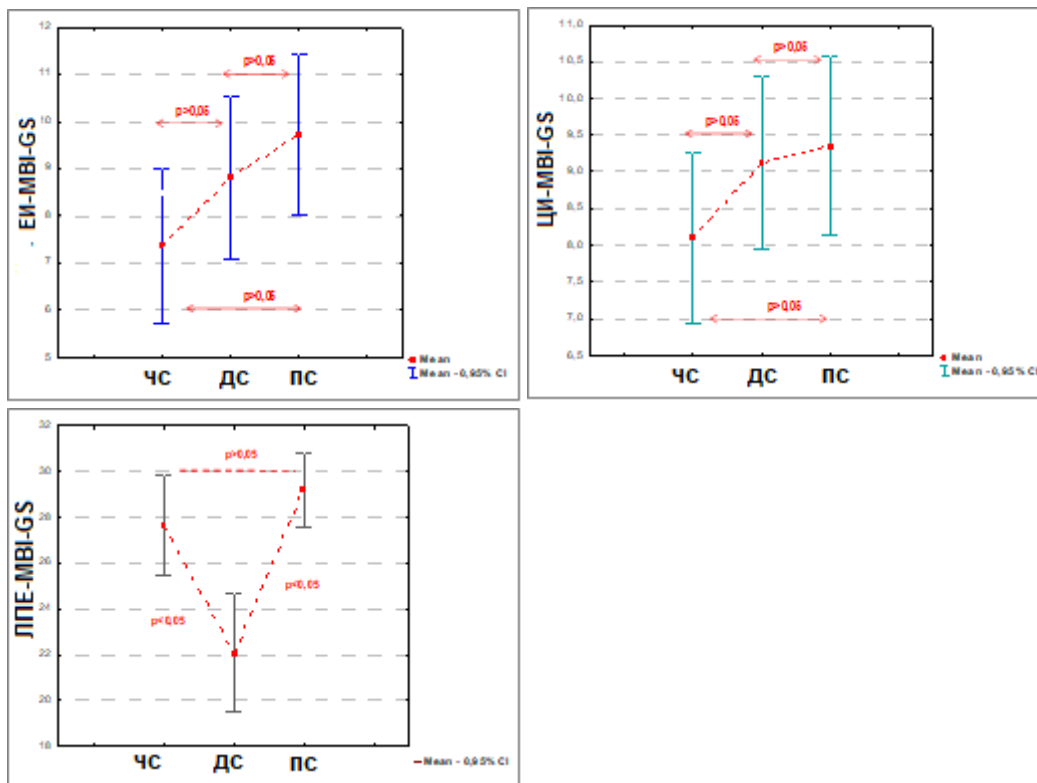 12
11
10
9
8
7
6
5
ЕИ-MBI-GS
p>0,05
p>0,05
p>0,05
ЧС ДС ПС
Mean
Mean - 0,95% CI
11,0
10,5
10,0
9,5
9,0
8,5
8,0
7,5
7,0
6,5
ЦИ-MBI-GS
p>0,05
p>0,05
p>0,05
ЧС ДС ПС
Mean
Mean - 0,95% CI
32
30
28
26
24
22
20
18
ЛПЕ-MBI-GS
p>0,05
p<0,05
p<0,05
ЧС ДС ПС
Mean - 0,95% CI